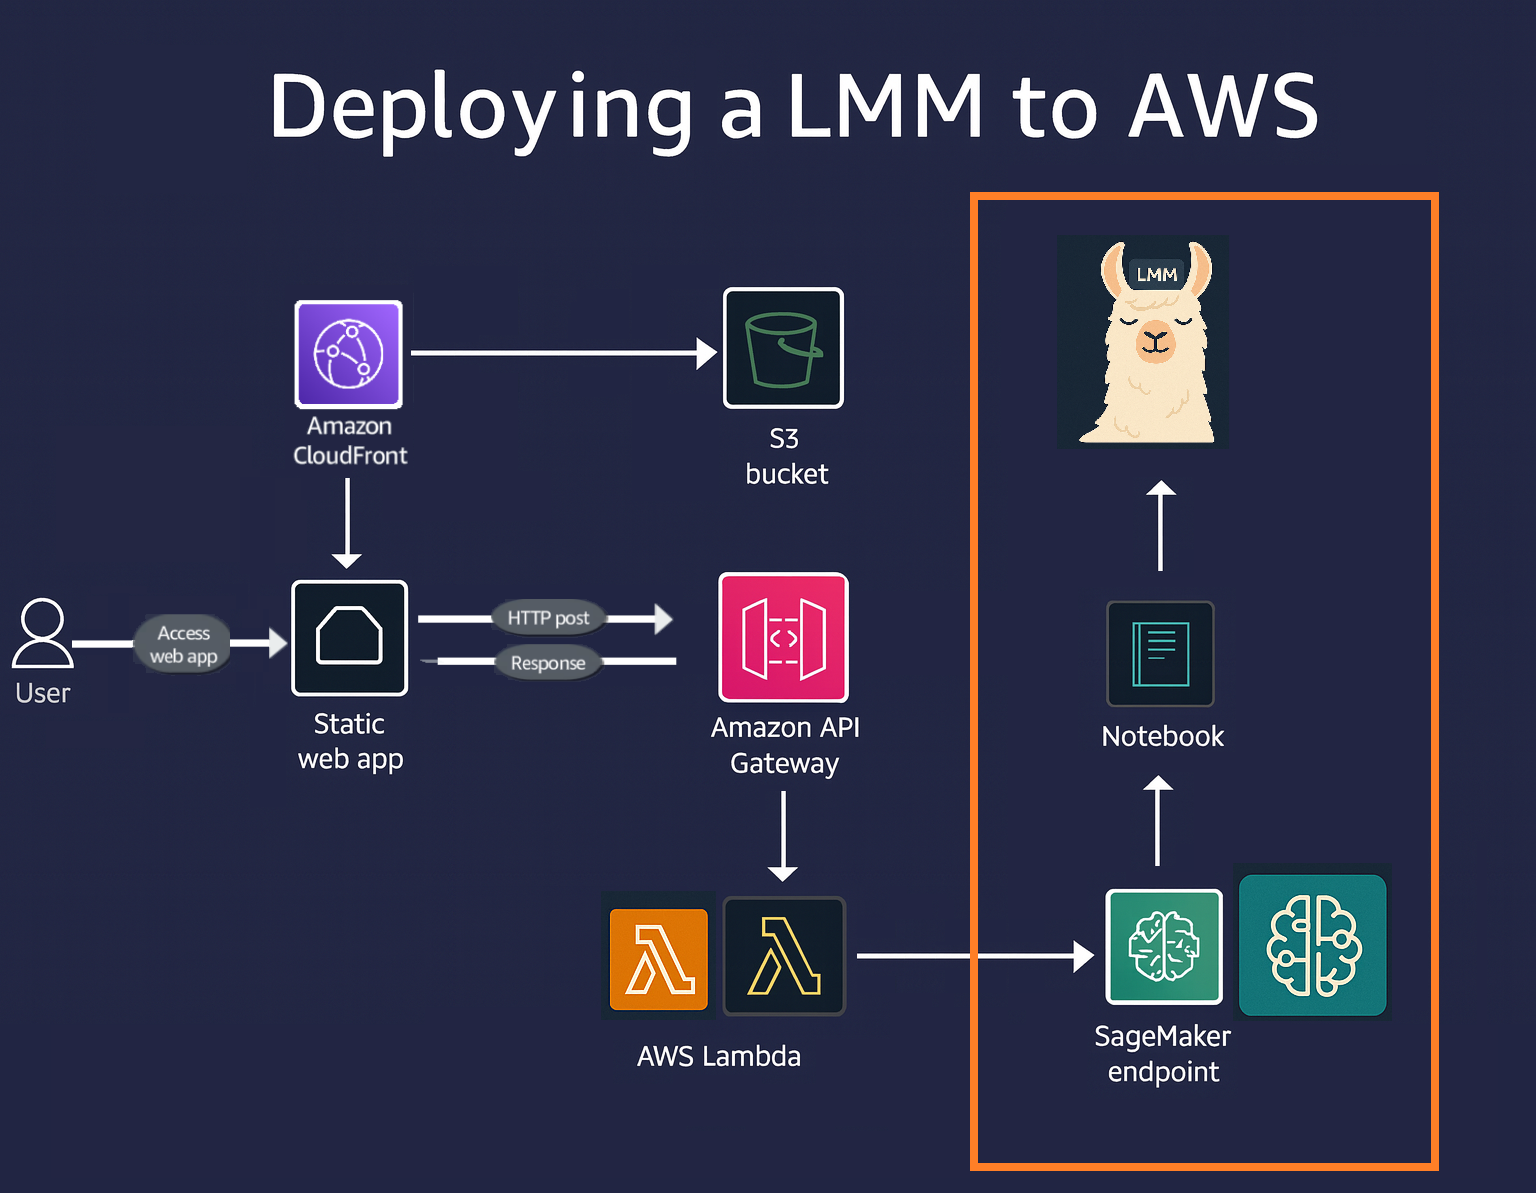 Deploying a LMM to AWS
LMM
Amazon
CloudFront
S3
bucket
Access
web app
User
Static
web app
HTTP post
Response
Amazon API
Gateway
Notebook
AWS Lambda
SageMaker
endpoint